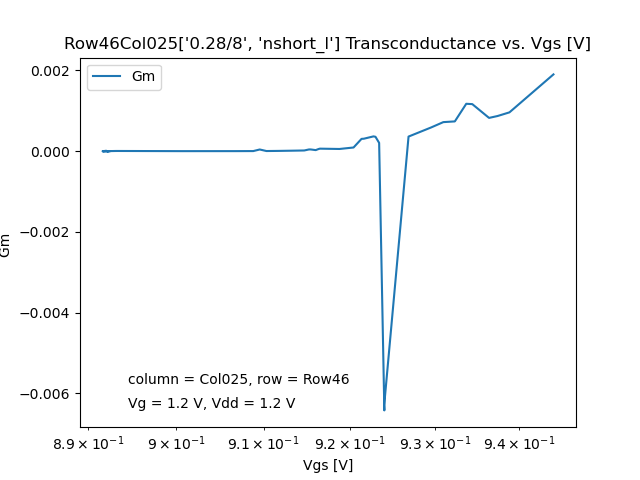 Row46Col025['0.28/8', 'nshort_l'] Transconductance vs. Vgs [V]
Gm
0.002
0.000
−0.002
−0.004
−0.006
Gm
column = Col025, row = Row46
Vg = 1.2 V, Vdd = 1.2 V
8.9 × 10⁻¹ 9 × 10⁻¹ 9.1 × 10⁻¹ 9.2 × 10⁻¹ 9.3 × 10⁻¹ 9.4 × 10⁻¹
Vgs [V]